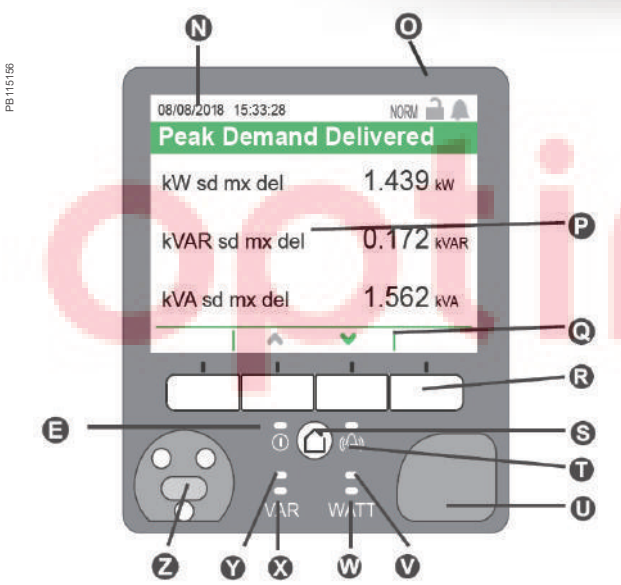 PB115156
N
O
08/08/2018 15:33:28 NORM
Peak Demand Delivered
kW sd mx del 1.439 kW
kVAR sd mx del 0.172 kVAR
kVA sd mx del 1.562 kVA
P
Q
R
E
S
T
U
VAR WATT
Z
Y
X
W
V
opti